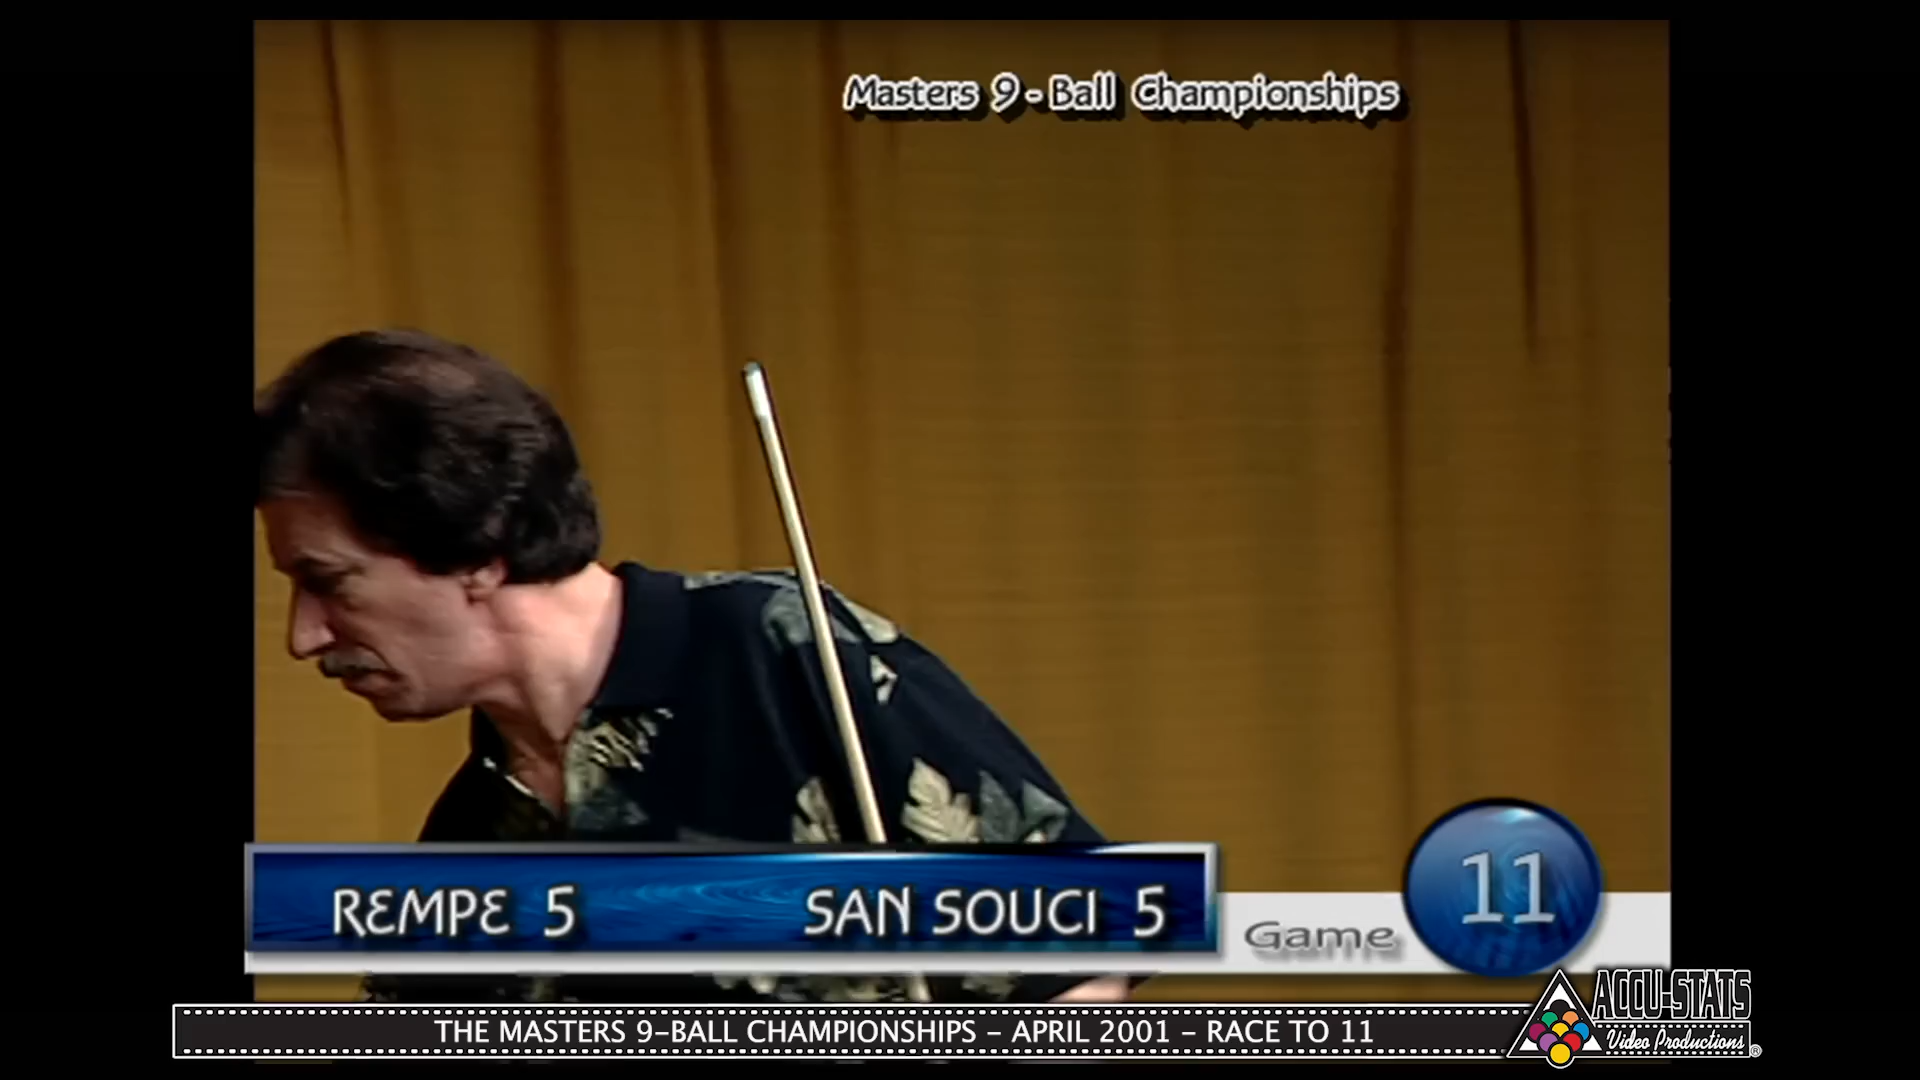 Masters 9-Ball Championships
REMPE 5 SAN SOUCI 5
Game 11
THE MASTERS 9-BALL CHAMPIONSHIPS - APRIL 2001 - RACE TO 11
ACCU-STATS
Video Productions®